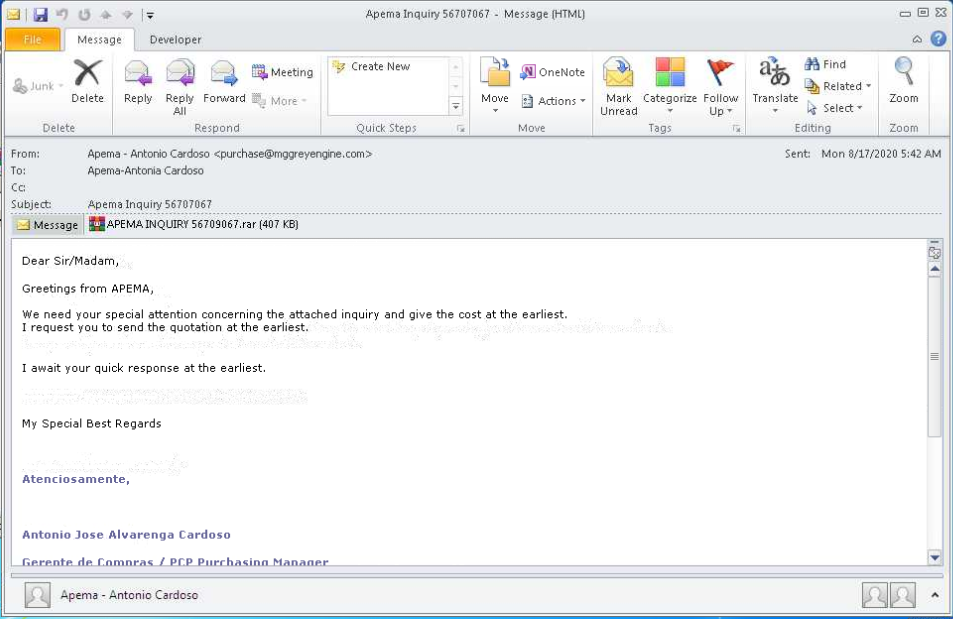 Apema Inquiry 56707067 - Message (HTML)
File Message Developer
Junk
Delete
Reply
Reply All
Forward
Meeting
More
Create New
Move
OneNote
Actions
Mark Unread
Categorize
Follow Up
Translate
Find
Related
Select
Zoom
Delete Respond Quick Steps Move Tags Editing Zoom
From: Apema - Antonio Cardoso <purchase@mggreyengine.com> Sent: Mon 8/17/2020 5:42 AM
To: Apema-Antonia Cardoso
Cc:
Subject: Apema Inquiry 56707067
Message APEMA INQUIRY 56709067.rar (407 KB)
Dear Sir/Madam,
Greetings from APEMA,
We need your special attention concerning the attached inquiry and give the cost at the earliest.
I request you to send the quotation at the earliest.
I await your quick response at the earliest.
My Special Best Regards
Atenciosamente,
Antonio Jose Alvarenga Cardoso
Gerente de Compras / PCP Purchasing Manager
Apema - Antonio Cardoso